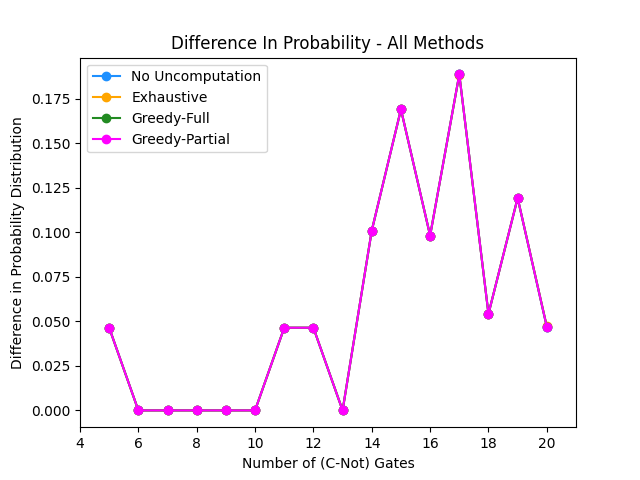 Difference In Probability - All Methods
No Uncomputation
Exhaustive
Greedy-Full
Greedy-Partial
Difference in Probability Distribution
0.175
0.150
0.125
0.100
0.075
0.050
0.025
0.000
4 6 8 10 12 14 16 18 20
Number of (C-Not) Gates